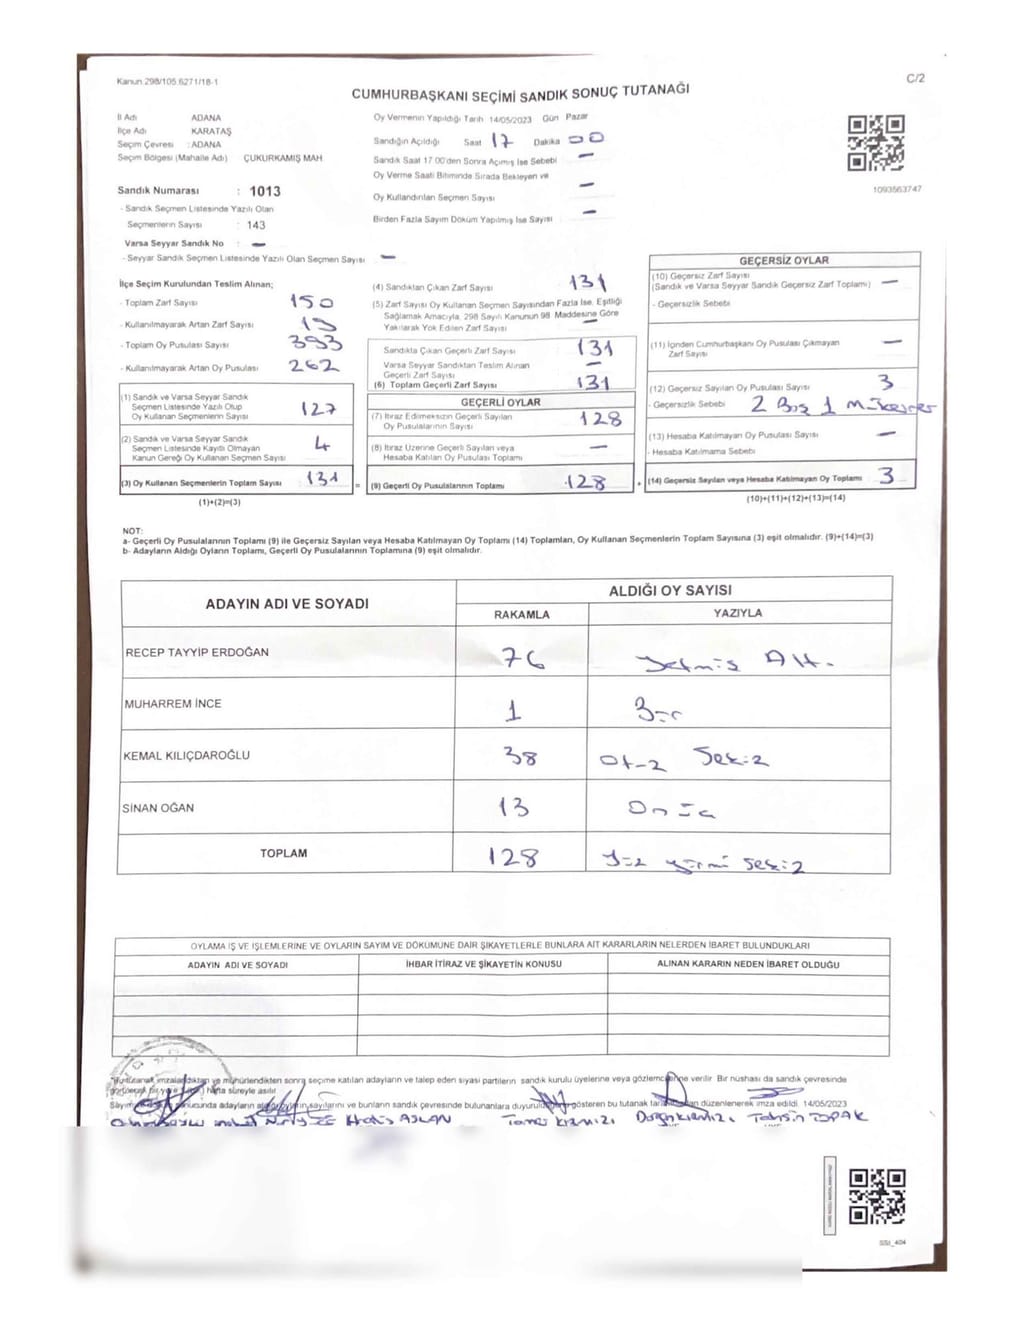 Kanun 298/105.6271/18-1
C/2
CUMHURBAŞKANI SEÇİMİ SANDIK SONUÇ TUTANAĞI
İl Adı ADANA
İlçe Adı KARATAŞ
Seçim Çevresi : ADANA
Seçim Bölgesi (Mahalle Adı) ÇUKURKAMIŞ MAH
Sandık Numarası : 1013
- Sandık Seçmen Listesinde Yazılı Olan
Seçmenlerin Sayısı : 143
Varsa Seyyar Sandık No : —
- Seyyar Sandık Seçmen Listesinde Yazılı Olan Seçmen Sayısı —
Oy Vermenin Yapıldığı Tarih 14/05/2023 Gün Pazar
Sandığın Açıldığı Saat 17 Dakika 00
Sandık Saat 17 00'den Sonra Açımış İse Sebebi —
Oy Verme Saati Bitiminde Sırada Bekleyen ve
Oy Kullandırılan Seçmen Sayısı —
Birden Fazla Sayım Döküm Yapılmış İse Sayısı —
1093563747
İlçe Seçim Kurulundan Teslim Alınan;
- Toplam Zarf Sayısı 150
- Kullanılmayarak Artan Zarf Sayısı 19
- Toplam Oy Pusulası Sayısı 393
- Kullanılmayarak Artan Oy Pusulası 262
(1) Sandık ve Varsa Seyyar Sandık
Seçmen Listesinde Yazılı Olup
Oy Kullanan Seçmenlerin Sayısı 127
(2) Sandık ve Varsa Seyyar Sandık
Seçmen Listesinde Kayıtlı Olmayan
Kanun Gereği Oy Kullanan Seçmen Sayısı 4
(3) Oy Kullanan Seçmenlerin Toplam Sayısı 131
(1)+(2)=(3)
(4) Sandıktan Çıkan Zarf Sayısı 131
(5) Zarf Sayısı Oy Kullanan Seçmen Sayısından Fazla İse, Eşitliği
Sağlamak Amacıyla, 298 Sayılı Kanunun 98 Maddesine Göre
Yakılarak Yok Edilen Zarf Sayısı —
Sandıkta Çıkan Geçerli Zarf Sayısı 131
Varsa Seyyar Sandıktan Teslim Alınan
Geçerli Zarf Sayısı —
(6) Toplam Geçerli Zarf Sayısı 131
GEÇERLİ OYLAR
(7) İtiraz Edilmeksizin Geçerli Sayılan
Oy Pusulalarının Sayısı 128
(8) İtiraz Üzerine Geçerli Sayılan veya
Hesaba Katılan Oy Pusulası Toplamı —
= (9) Geçerli Oy Pusulalarının Toplamı 128
GEÇERSİZ OYLAR
(10) Geçersiz Zarf Sayısı
(Sandık ve Varsa Seyyar Sandık Geçersiz Zarf Toplamı) —
- Geçersizlik Sebebi
(11) İçinden Cumhurbaşkanı Oy Pusulası Çıkmayan
Zarf Sayısı —
(12) Geçersiz Sayılan Oy Pusulası Sayısı 3
- Geçersizlik Sebebi 2 Boş 1 Mükerrer
(13) Hesaba Katılmayan Oy Pusulası Sayısı —
- Hesaba Katılmama Sebebi
+ (14) Geçersiz Sayılan veya Hesaba Katılmayan Oy Toplamı 3
(10)+(11)+(12)+(13)=(14)
NOT:
a- Geçerli Oy Pusulalarının Toplamı (9) ile Geçersiz Sayılan veya Hesaba Katılmayan Oy Toplamı (14) Toplamları, Oy Kullanan Seçmenlerin Toplam Sayısına (3) eşit olmalıdır. (9)+(14)=(3)
b- Adayların Aldığı Oyların Toplamı, Geçerli Oy Pusulalarının Toplamına (9) eşit olmalıdır.
ADAYIN ADI VE SOYADI ALDIĞI OY SAYISI
RAKAMLA YAZIYLA
RECEP TAYYİP ERDOĞAN 76 Yetmiş Altı
MUHARREM İNCE 1 Bir
KEMAL KILIÇDAROĞLU 38 Otuz Sekiz
SİNAN OĞAN 13 Onüç
TOPLAM 128 Yüz yirmi sekiz
OYLAMA İŞ VE İŞLEMLERİNE VE OYLARIN SAYIM VE DÖKÜMÜNE DAİR ŞİKAYETLERLE BUNLARA AİT KARARLARIN NELERDEN İBARET BULUNDUKLARI
ADAYIN ADI VE SOYADI İHBAR İTİRAZ VE ŞİKAYETİN KONUSU ALINAN KARARIN NEDEN İBARET OLDUĞU
imzalandıktan ve mühürlendikten sonra seçime katılan adayların ve talep eden siyasi partilerin sandık kurulu üyelerine veya gözlemcilerine verilir. Bir nüshası da sandık çevresinde
hafta süreyle asılır
Sayım sonucunda adayların aldığı oyların sayılarını ve bunların sandık çevresinde bulunanlara duyurulduğunu gösteren bu tutanak düzenlenerek imza edildi. 14/05/2023
Halis ASLAN Taner KIRMIZI Doğan Kırmızı Tahsin IPAK
SSt_404